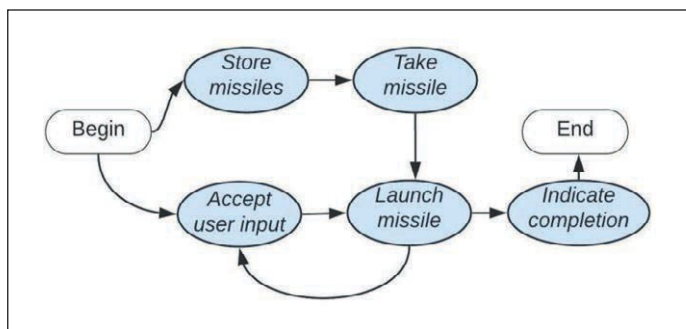 Store
missiles
Take
missile
Begin
End
Accept
user input
Launch
missile
Indicate
completion